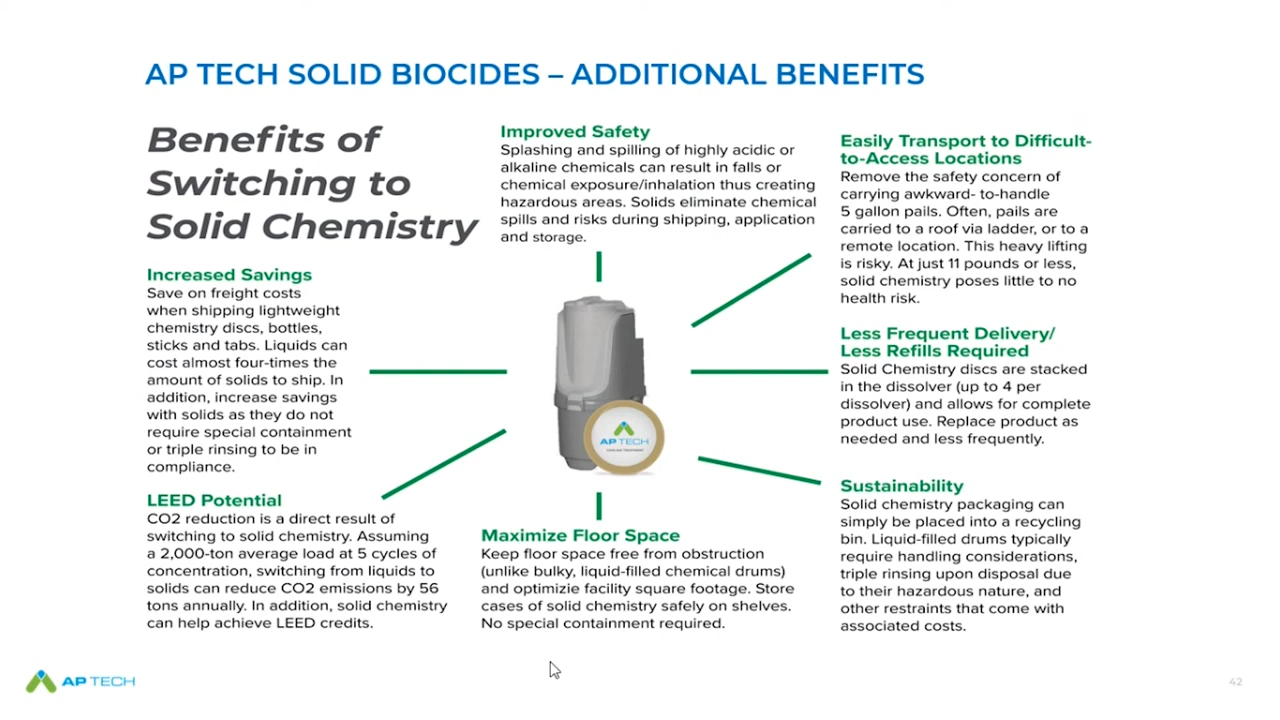 AP TECH SOLID BIOCIDES – ADDITIONAL BENEFITS
Benefits of
Switching to
Solid Chemistry
Increased Savings
Save on freight costs
when shipping lightweight
chemistry discs, bottles,
sticks and tabs. Liquids can
cost almost four-times the
amount of solids to ship. In
addition, increase savings
with solids as they do not
require special containment
or triple rinsing to be in
compliance.
LEED Potential
CO2 reduction is a direct result of
switching to solid chemistry. Assuming
a 2,000-ton average load at 5 cycles of
concentration, switching from liquids to
solids can reduce CO2 emissions by 56
tons annually. In addition, solid chemistry
can help achieve LEED credits.
Improved Safety
Splashing and spilling of highly acidic or
alkaline chemicals can result in falls or
chemical exposure/inhalation thus creating
hazardous areas. Solids eliminate chemical
spills and risks during shipping, application
and storage.
AP TECH
Maximize Floor Space
Keep floor space free from obstruction
(unlike bulky, liquid-filled chemical drums)
and optimizie facility square footage. Store
cases of solid chemistry safely on shelves.
No special containment required.
Easily Transport to Difficult-
to-Access Locations
Remove the safety concern of
carrying awkward- to-handle
5 gallon pails. Often, pails are
carried to a roof via ladder, or to a
remote location. This heavy lifting
is risky. At just 11 pounds or less,
solid chemistry poses little to no
health risk.
Less Frequent Delivery/
Less Refills Required
Solid Chemistry discs are stacked
in the dissolver (up to 4 per
dissolver) and allows for complete
product use. Replace product as
needed and less frequently.
Sustainability
Solid chemistry packaging can
simply be placed into a recycling
bin. Liquid-filled drums typically
require handling considerations,
triple rinsing upon disposal due
to their hazardous nature, and
other restraints that come with
associated costs.
AP TECH
42